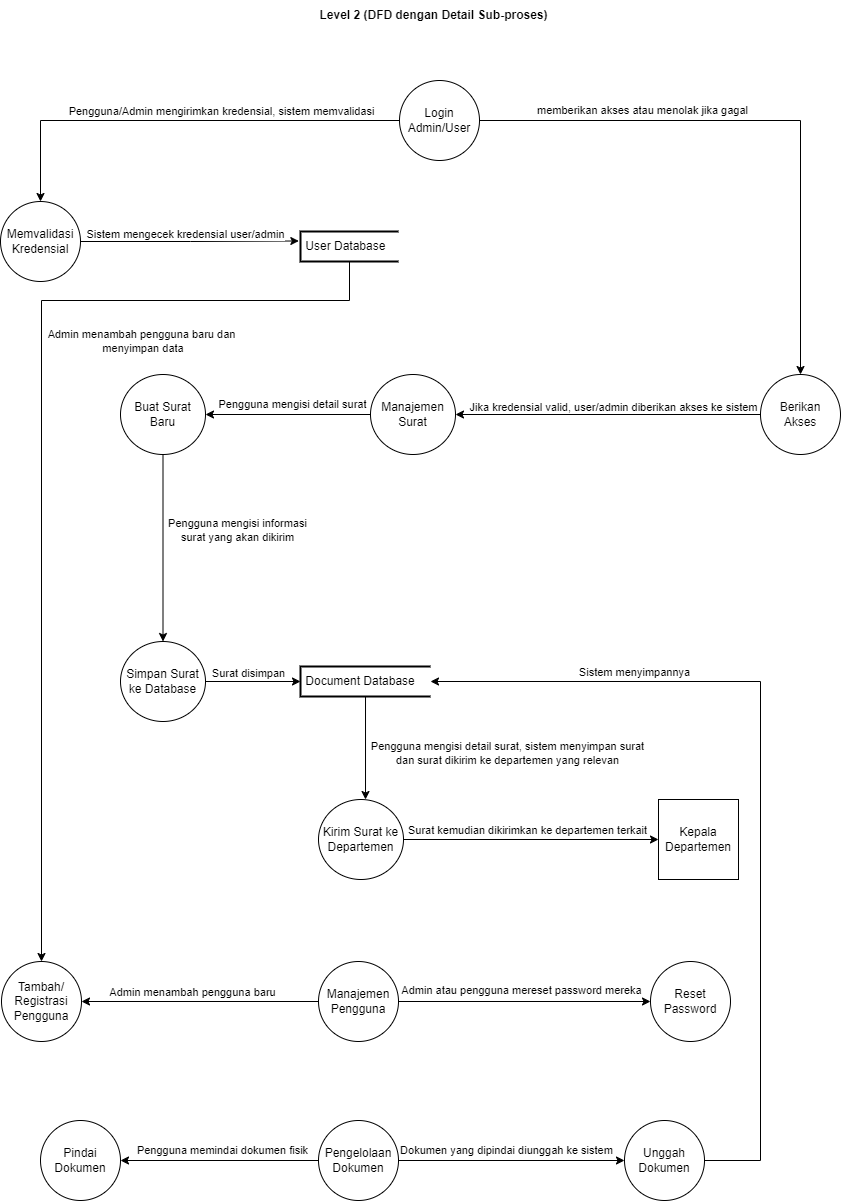 Level 2 (DFD dengan Detail Sub-proses)
Pengguna/Admin mengirimkan kredensial, sistem memvalidasi
Login
Admin/User
memberikan akses atau menolak jika gagal
Memvalidasi
Kredensial
Sistem mengecek kredensial user/admin
User Database
Admin menambah pengguna baru dan
menyimpan data
Buat Surat
Baru
Pengguna mengisi detail surat
Manajemen
Surat
Jika kredensial valid, user/admin diberikan akses ke sistem
Berikan
Akses
Pengguna mengisi informasi
surat yang akan dikirim
Simpan Surat
ke Database
Surat disimpan
Document Database
Sistem menyimpannya
Pengguna mengisi detail surat, sistem menyimpan surat
dan surat dikirim ke departemen yang relevan
Kirim Surat ke
Departemen
Surat kemudian dikirimkan ke departemen terkait
Kepala
Departemen
Tambah/
Registrasi
Pengguna
Admin menambah pengguna baru
Manajemen
Pengguna
Admin atau pengguna mereset password mereka
Reset
Password
Pindai
Dokumen
Pengguna memindai dokumen fisik
Pengelolaan
Dokumen
Dokumen yang dipindai diunggah ke sistem
Unggah
Dokumen